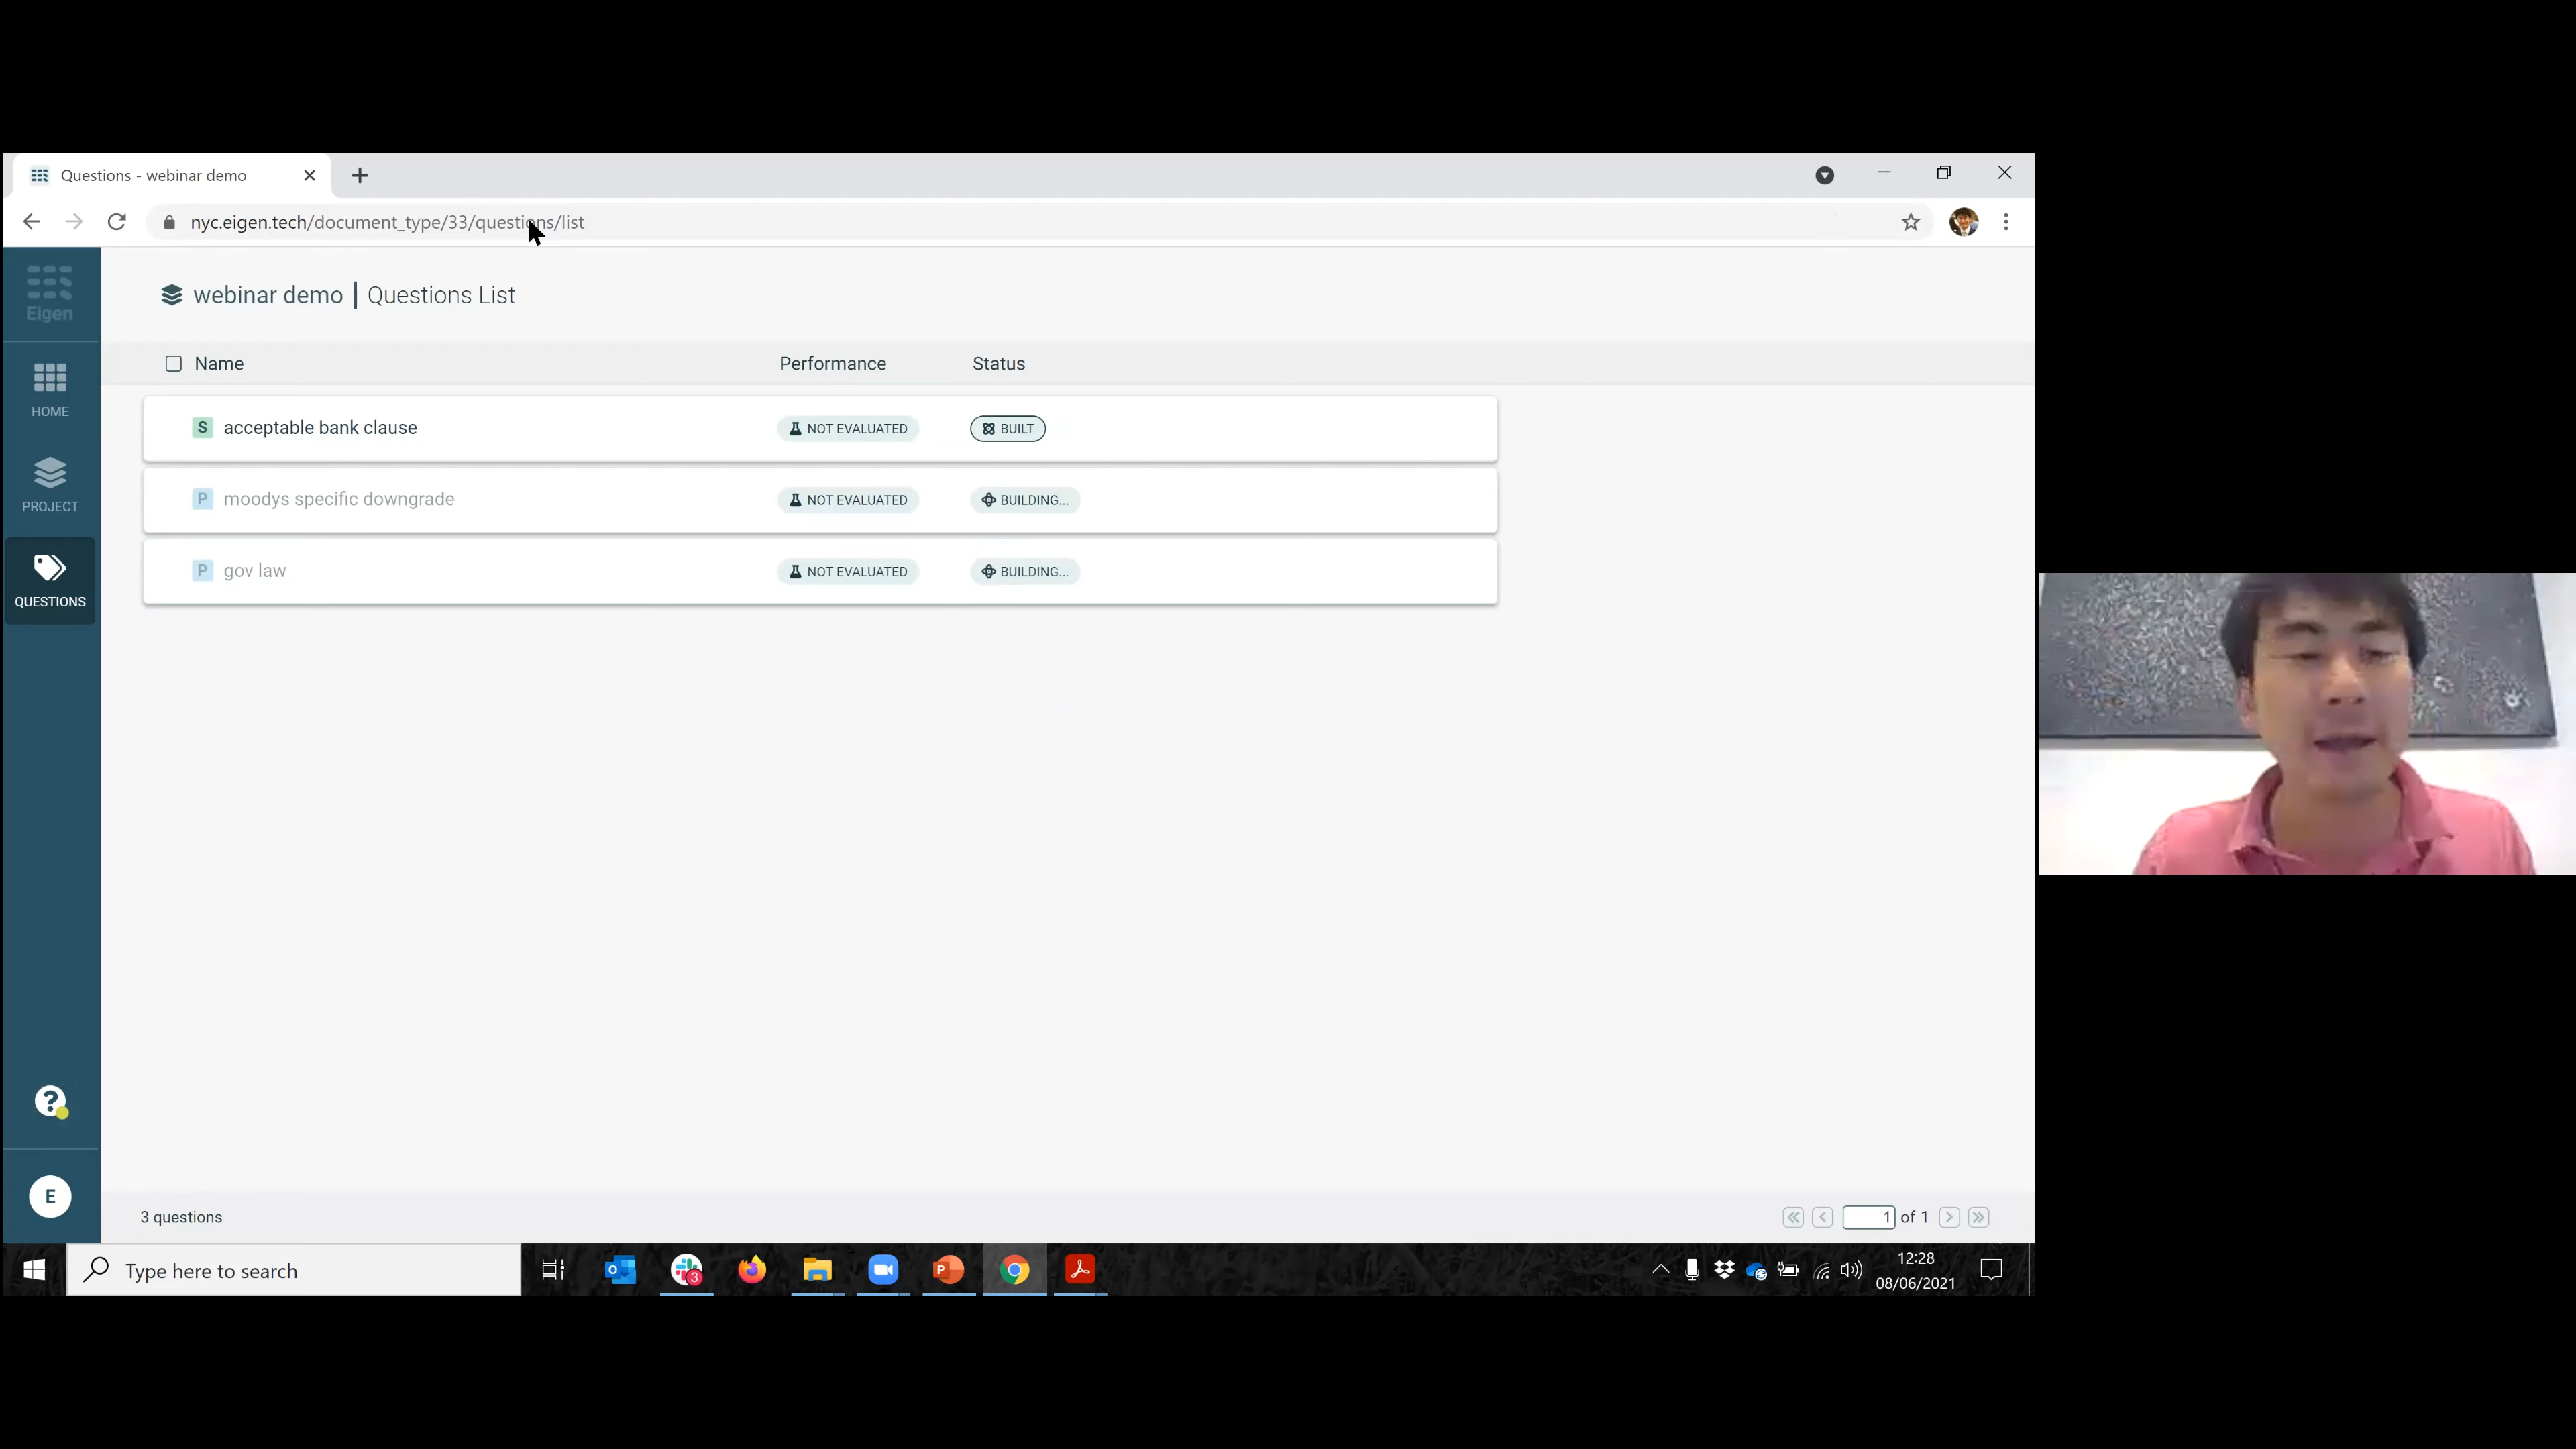 Questions - webinar demo
nyc.eigen.tech/document_type/33/questions/list
Eigen
webinar demo | Questions List
HOME
PROJECT
QUESTIONS
Name Performance Status
S acceptable bank clause NOT EVALUATED BUILT
P moodys specific downgrade NOT EVALUATED BUILDING...
P gov law NOT EVALUATED BUILDING...
?
E
3 questions
1 of 1
Type here to search
3
12:28
08/06/2021